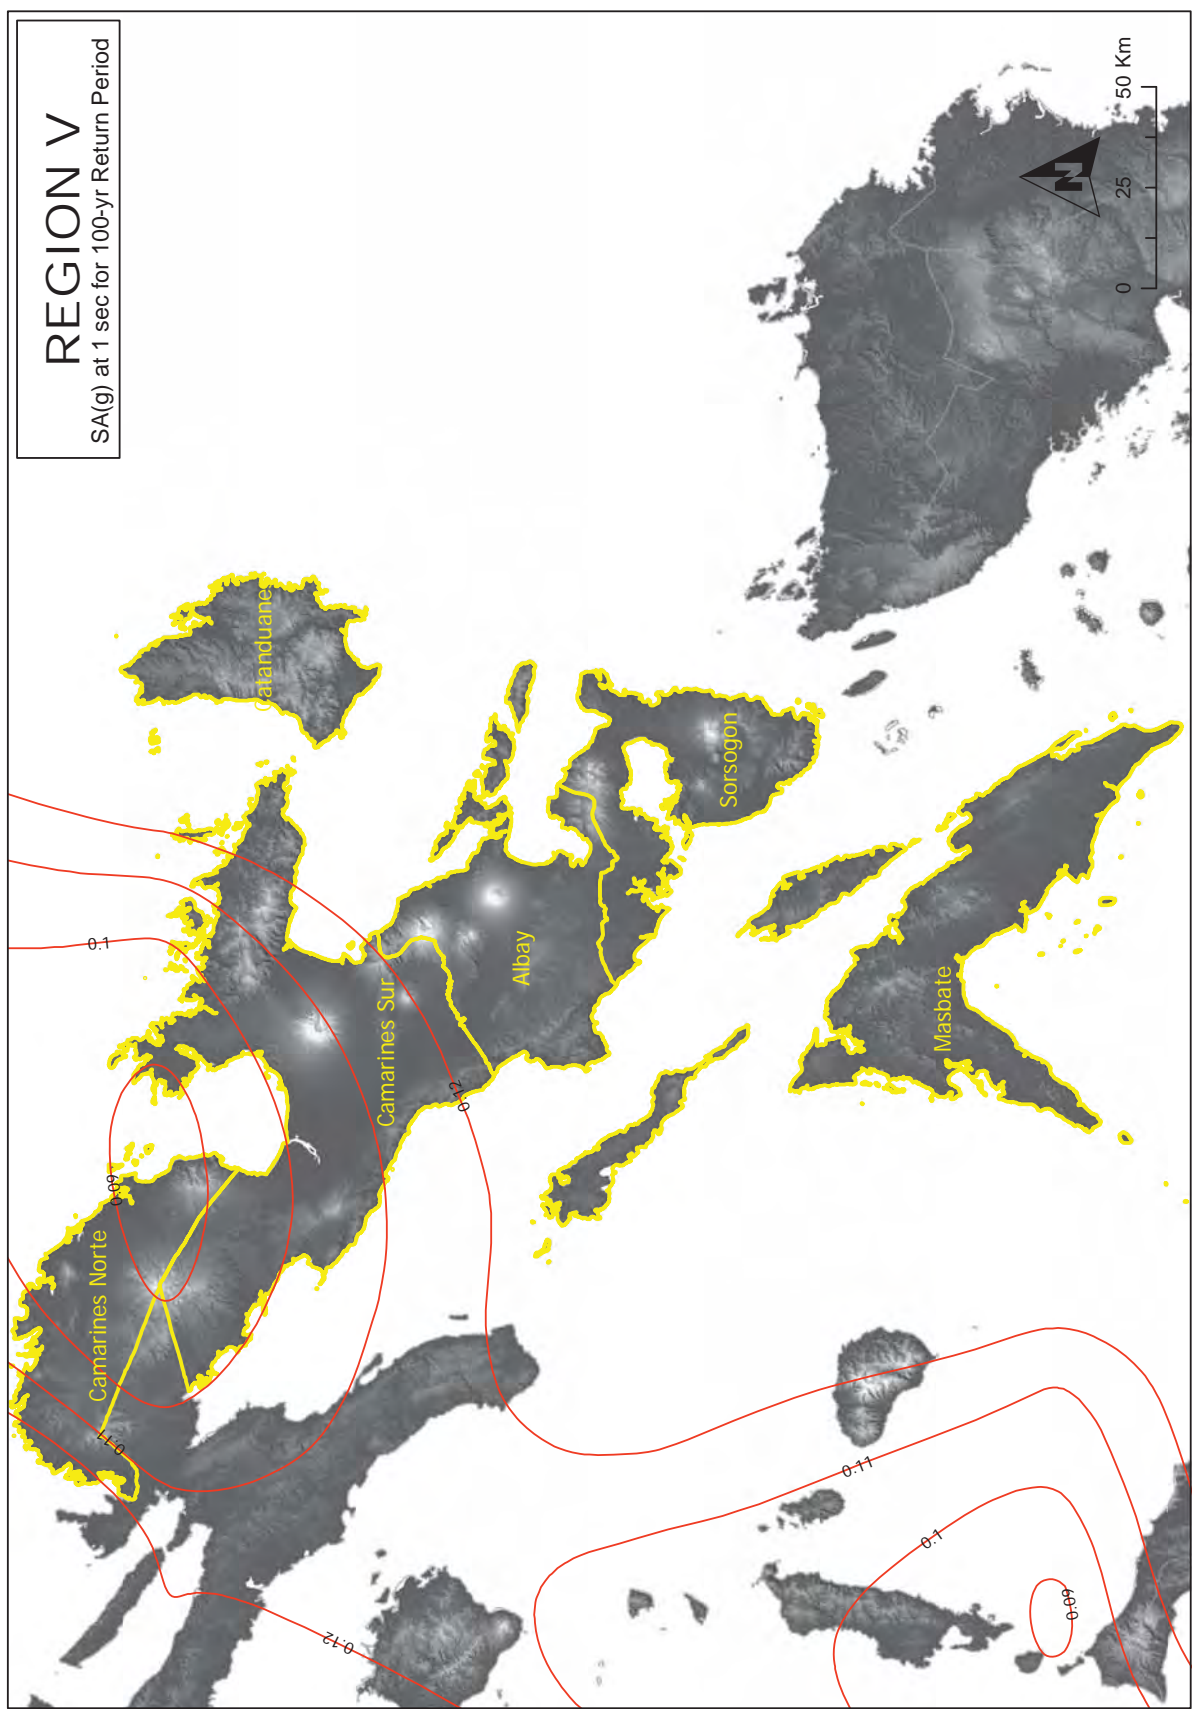 REGION V
SA(g) at 1 sec for 100-yr Return Period
50 Km
25
0
N
Catanduanes
Sorsogon
Albay
Camarines Sur
Masbate
Camarines Norte
0.1
0.12
0.09
0.11
0.12
0.11
0.1
0.09